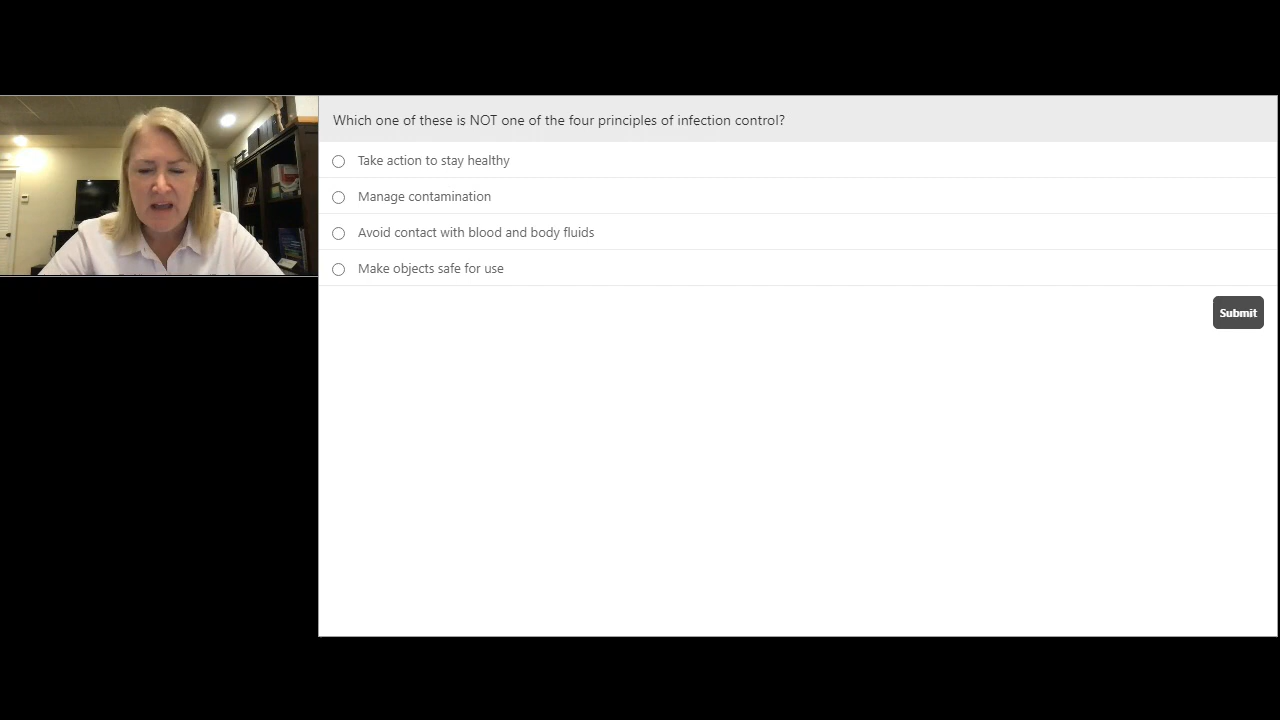 Which one of these is NOT one of the four principles of infection control?
Take action to stay healthy
Manage contamination
Avoid contact with blood and body fluids
Make objects safe for use
Submit